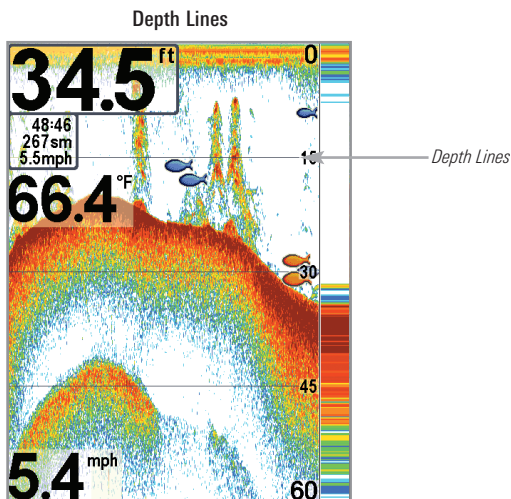 Depth Lines
34.5 ft
0
48:46
267sm
5.5mph
15
Depth Lines
66.4 °F
30
45
5.4 mph
60